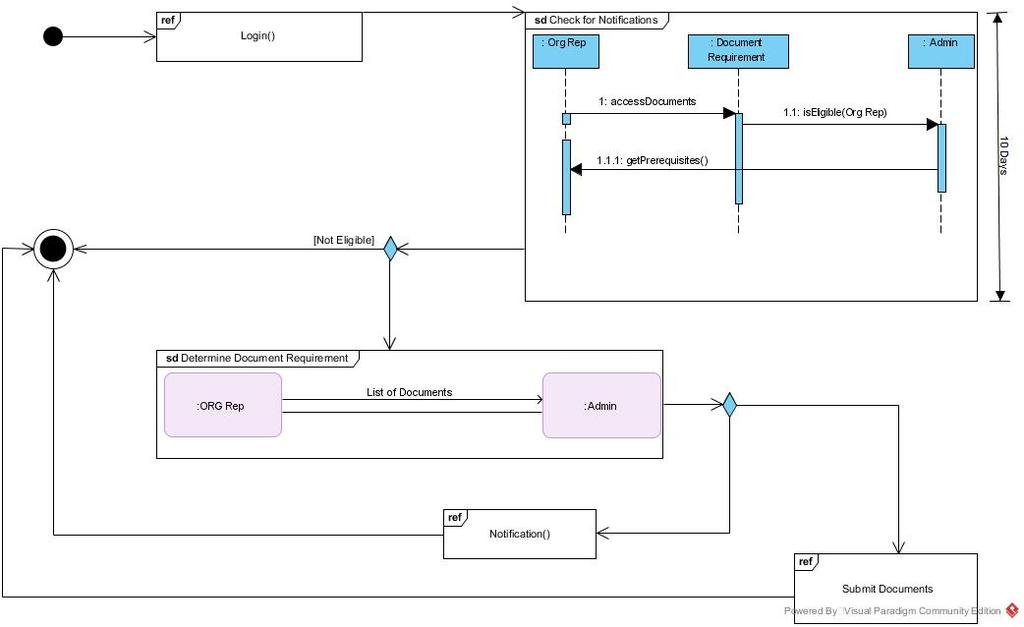 ref
Login()
sd Check for Notifications
: Org Rep
: Document
Requirement
: Admin
1: accessDocuments
1.1: isEligible(Org Rep)
1.1.1: getPrerequisites()
10 Days
[Not Eligible]
sd Determine Document Requirement
:ORG Rep
List of Documents
:Admin
ref
Notification()
ref
Submit Documents
Powered By Visual Paradigm Community Edition